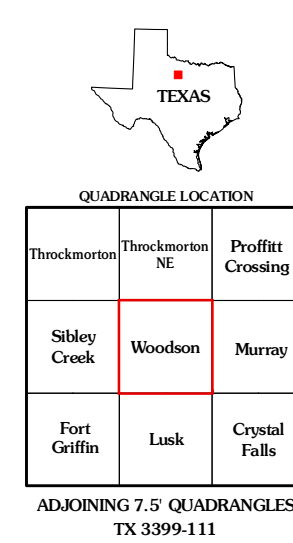 TEXAS
QUADRANGLE LOCATION
Throckmorton
Throckmorton
NE
Proffitt
Crossing
Sibley
Creek
Woodson
Murray
Fort
Griffin
Lusk
Crystal
Falls
ADJOINING 7.5' QUADRANGLES
TX 3399-111